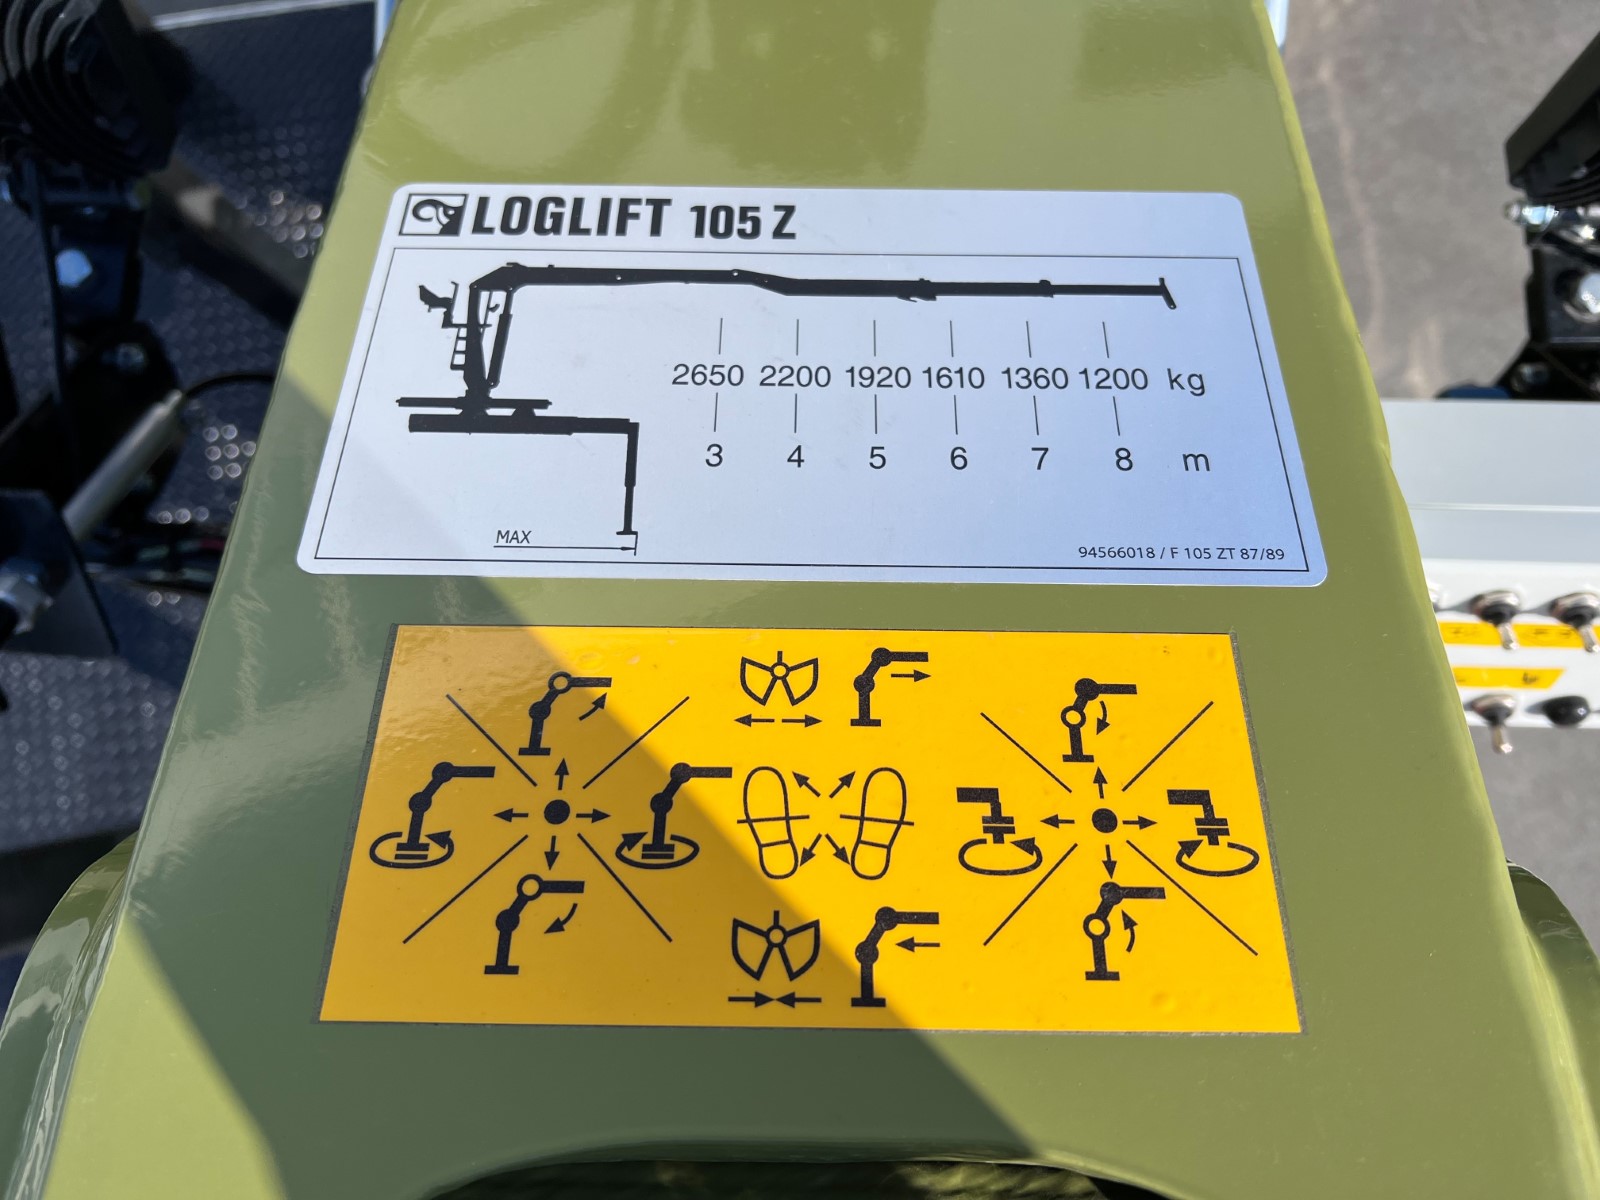 LOGLIFT 105 Z
2650 2200 1920 1610 1360 1200 kg
3 4 5 6 7 8 m
MAX
94566018 / F 105 ZT 87/89